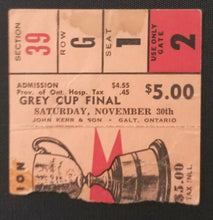 SECTION 39 ROW G SEAT 1 USE ONLY GATE 2
ADMISSION $4.55
Prov. of Ont. Hosp. Tax .45 $5.00
GREY CUP FINAL
SATURDAY, NOVEMBER 30th
JOHN KERR & SON - GALT, ONTARIO
ION
$5.00
TAX INCL.